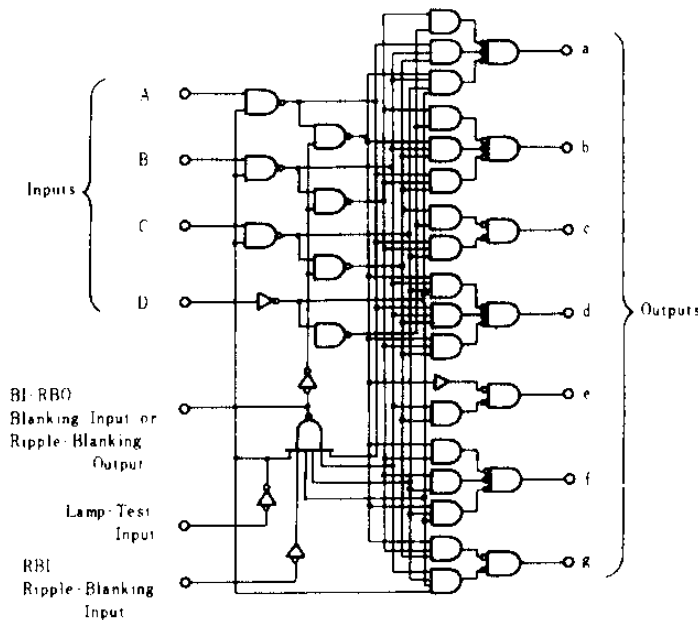 A
B
Inputs
C
D
BI·RBO
Blanking Input or
Ripple·Blanking
Output
Lamp·Test
Input
RBI
Ripple·Blanking
Input
a
b
c
d
e
f
g
Outputs